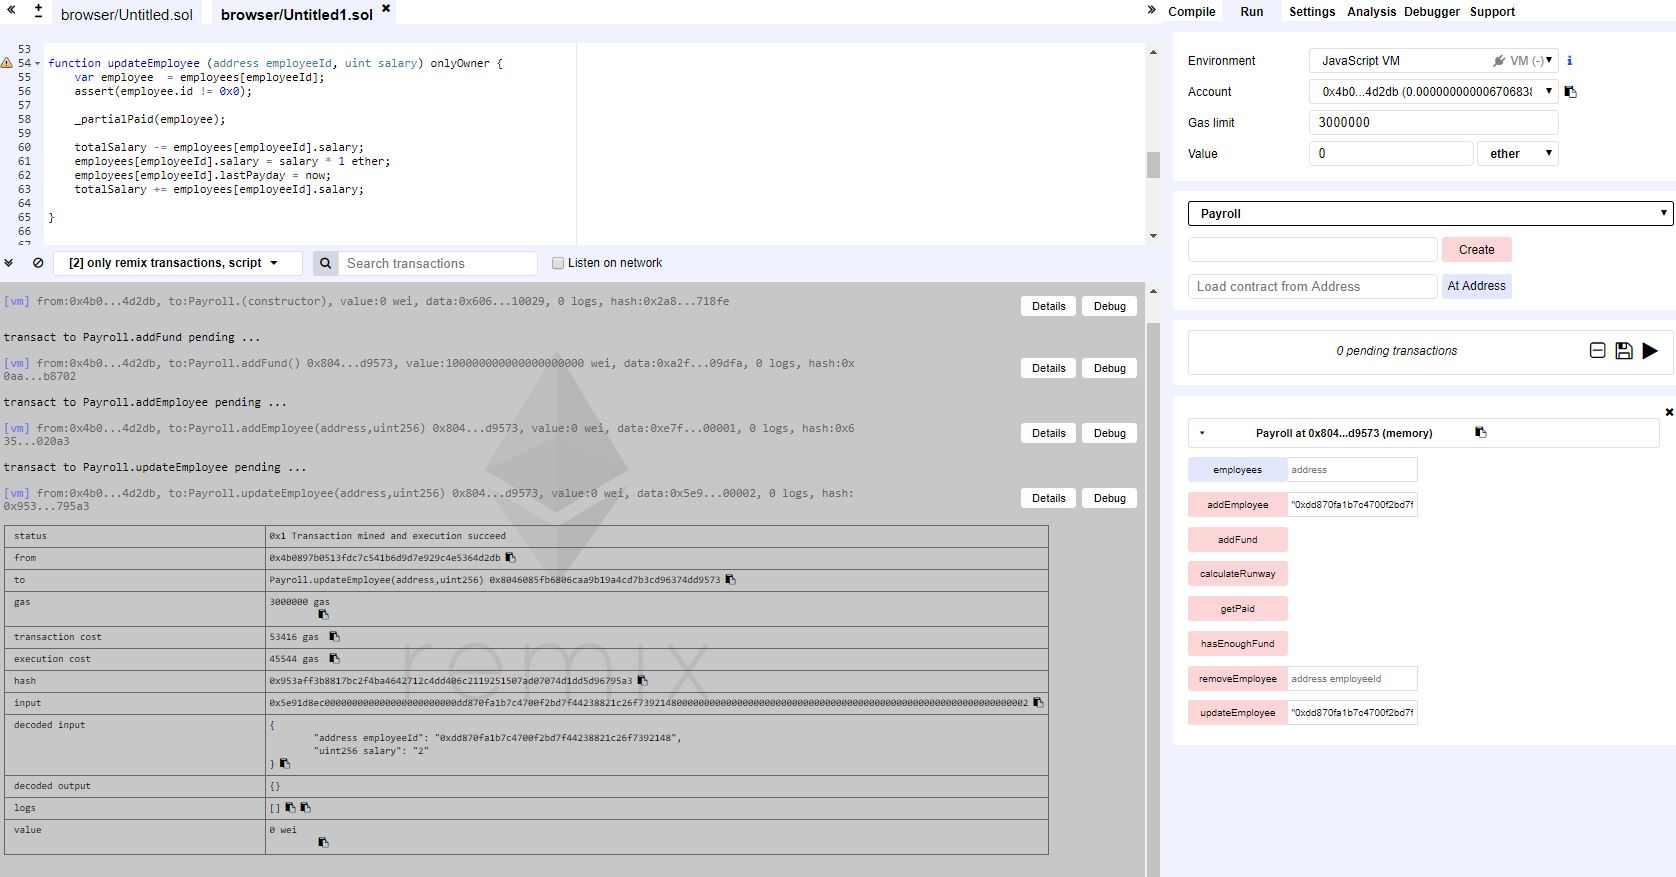 browser/Untitled.sol
browser/Untitled1.sol
Compile Run Settings Analysis Debugger Support
53
54 function updateEmployee (address employeeId, uint salary) onlyOwner {
55 var employee = employees[employeeId];
56 assert(employee.id != 0x0);
57
58 _partialPaid(employee);
59
60 totalSalary -= employees[employeeId].salary;
61 employees[employeeId].salary = salary * 1 ether;
62 employees[employeeId].lastPayday = now;
63 totalSalary += employees[employeeId].salary;
64
65 }
66
67
[2] only remix transactions, script
Search transactions
Listen on network
[vm] from:0x4b0...4d2db, to:Payroll.(constructor), value:0 wei, data:0x606...10029, 0 logs, hash:0x2a8...718fe
Details Debug
transact to Payroll.addFund pending ...
[vm] from:0x4b0...4d2db, to:Payroll.addFund() 0x804...d9573, value:100000000000000000000 wei, data:0xa2f...09dfa, 0 logs, hash:0x
0aa...b8702
Details Debug
transact to Payroll.addEmployee pending ...
[vm] from:0x4b0...4d2db, to:Payroll.addEmployee(address,uint256) 0x804...d9573, value:0 wei, data:0xe7f...00001, 0 logs, hash:0x6
35...020a3
Details Debug
transact to Payroll.updateEmployee pending ...
[vm] from:0x4b0...4d2db, to:Payroll.updateEmployee(address,uint256) 0x804...d9573, value:0 wei, data:0x5e9...00002, 0 logs, hash:
0x953...795a3
Details Debug
remix
status 0x1 Transaction mined and execution succeed
from 0x4b0897b0513fdc7c541b6d9d7e929c4e5364d2db
to Payroll.updateEmployee(address,uint256) 0x8046085fb6806caa9b19a4cd7b3cd96374dd9573
gas 3000000 gas
transaction cost 53416 gas
execution cost 45544 gas
hash 0x953aff3b8817bc2f4ba4642712c4dd406c2119251507ad07074d1dd5d96795a3
input 0x5e91d8ec000000000000000000000000dd870fa1b7c4700f2bd7f44238821c26f73921480000000000000000000000000000000000000000000000000000000000000002
decoded input {
"address employeeId": "0xdd870fa1b7c4700f2bd7f44238821c26f7392148",
"uint256 salary": "2"
}
decoded output {}
logs []
value 0 wei
Environment JavaScript VM VM (-) i
Account 0x4b0...4d2db (0.000000000006706838
Gas limit 3000000
Value 0 ether
Payroll
Create
Load contract from Address At Address
0 pending transactions
Payroll at 0x804...d9573 (memory)
employees address
addEmployee "0xdd870fa1b7c4700f2bd7f
addFund
calculateRunway
getPaid
hasEnoughFund
removeEmployee address employeeId
updateEmployee "0xdd870fa1b7c4700f2bd7f